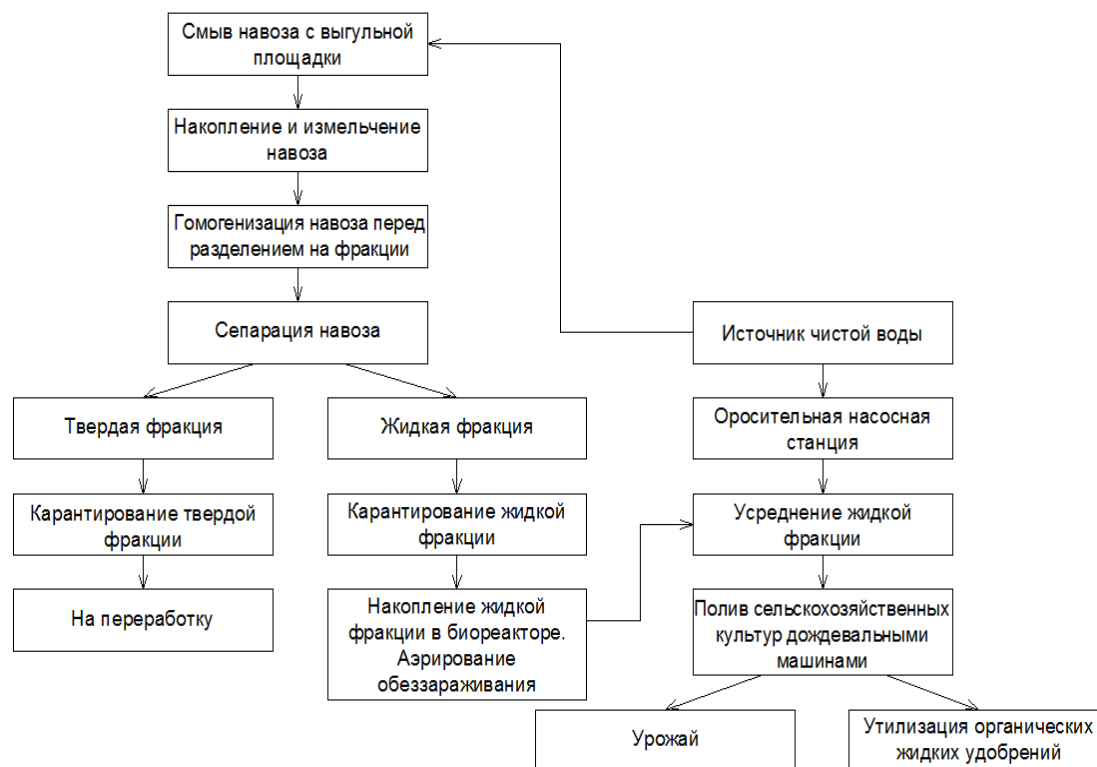 Смыв навоза с выгульной
площадки
Накопление и измельчение
навоза
Гомогенизация навоза перед
разделением на фракции
Сепарация навоза
Источник чистой воды
Твердая фракция
Жидкая фракция
Оросительная насосная
станция
Карантирование твердой
фракции
Карантирование жидкой
фракции
Усреднение жидкой
фракции
На переработку
Накопление жидкой
фракции в биореакторе.
Аэрирование
обеззараживания
Полив сельскохозяйственных
культур дождевальными
машинами
Урожай
Утилизация органических
жидких удобрений